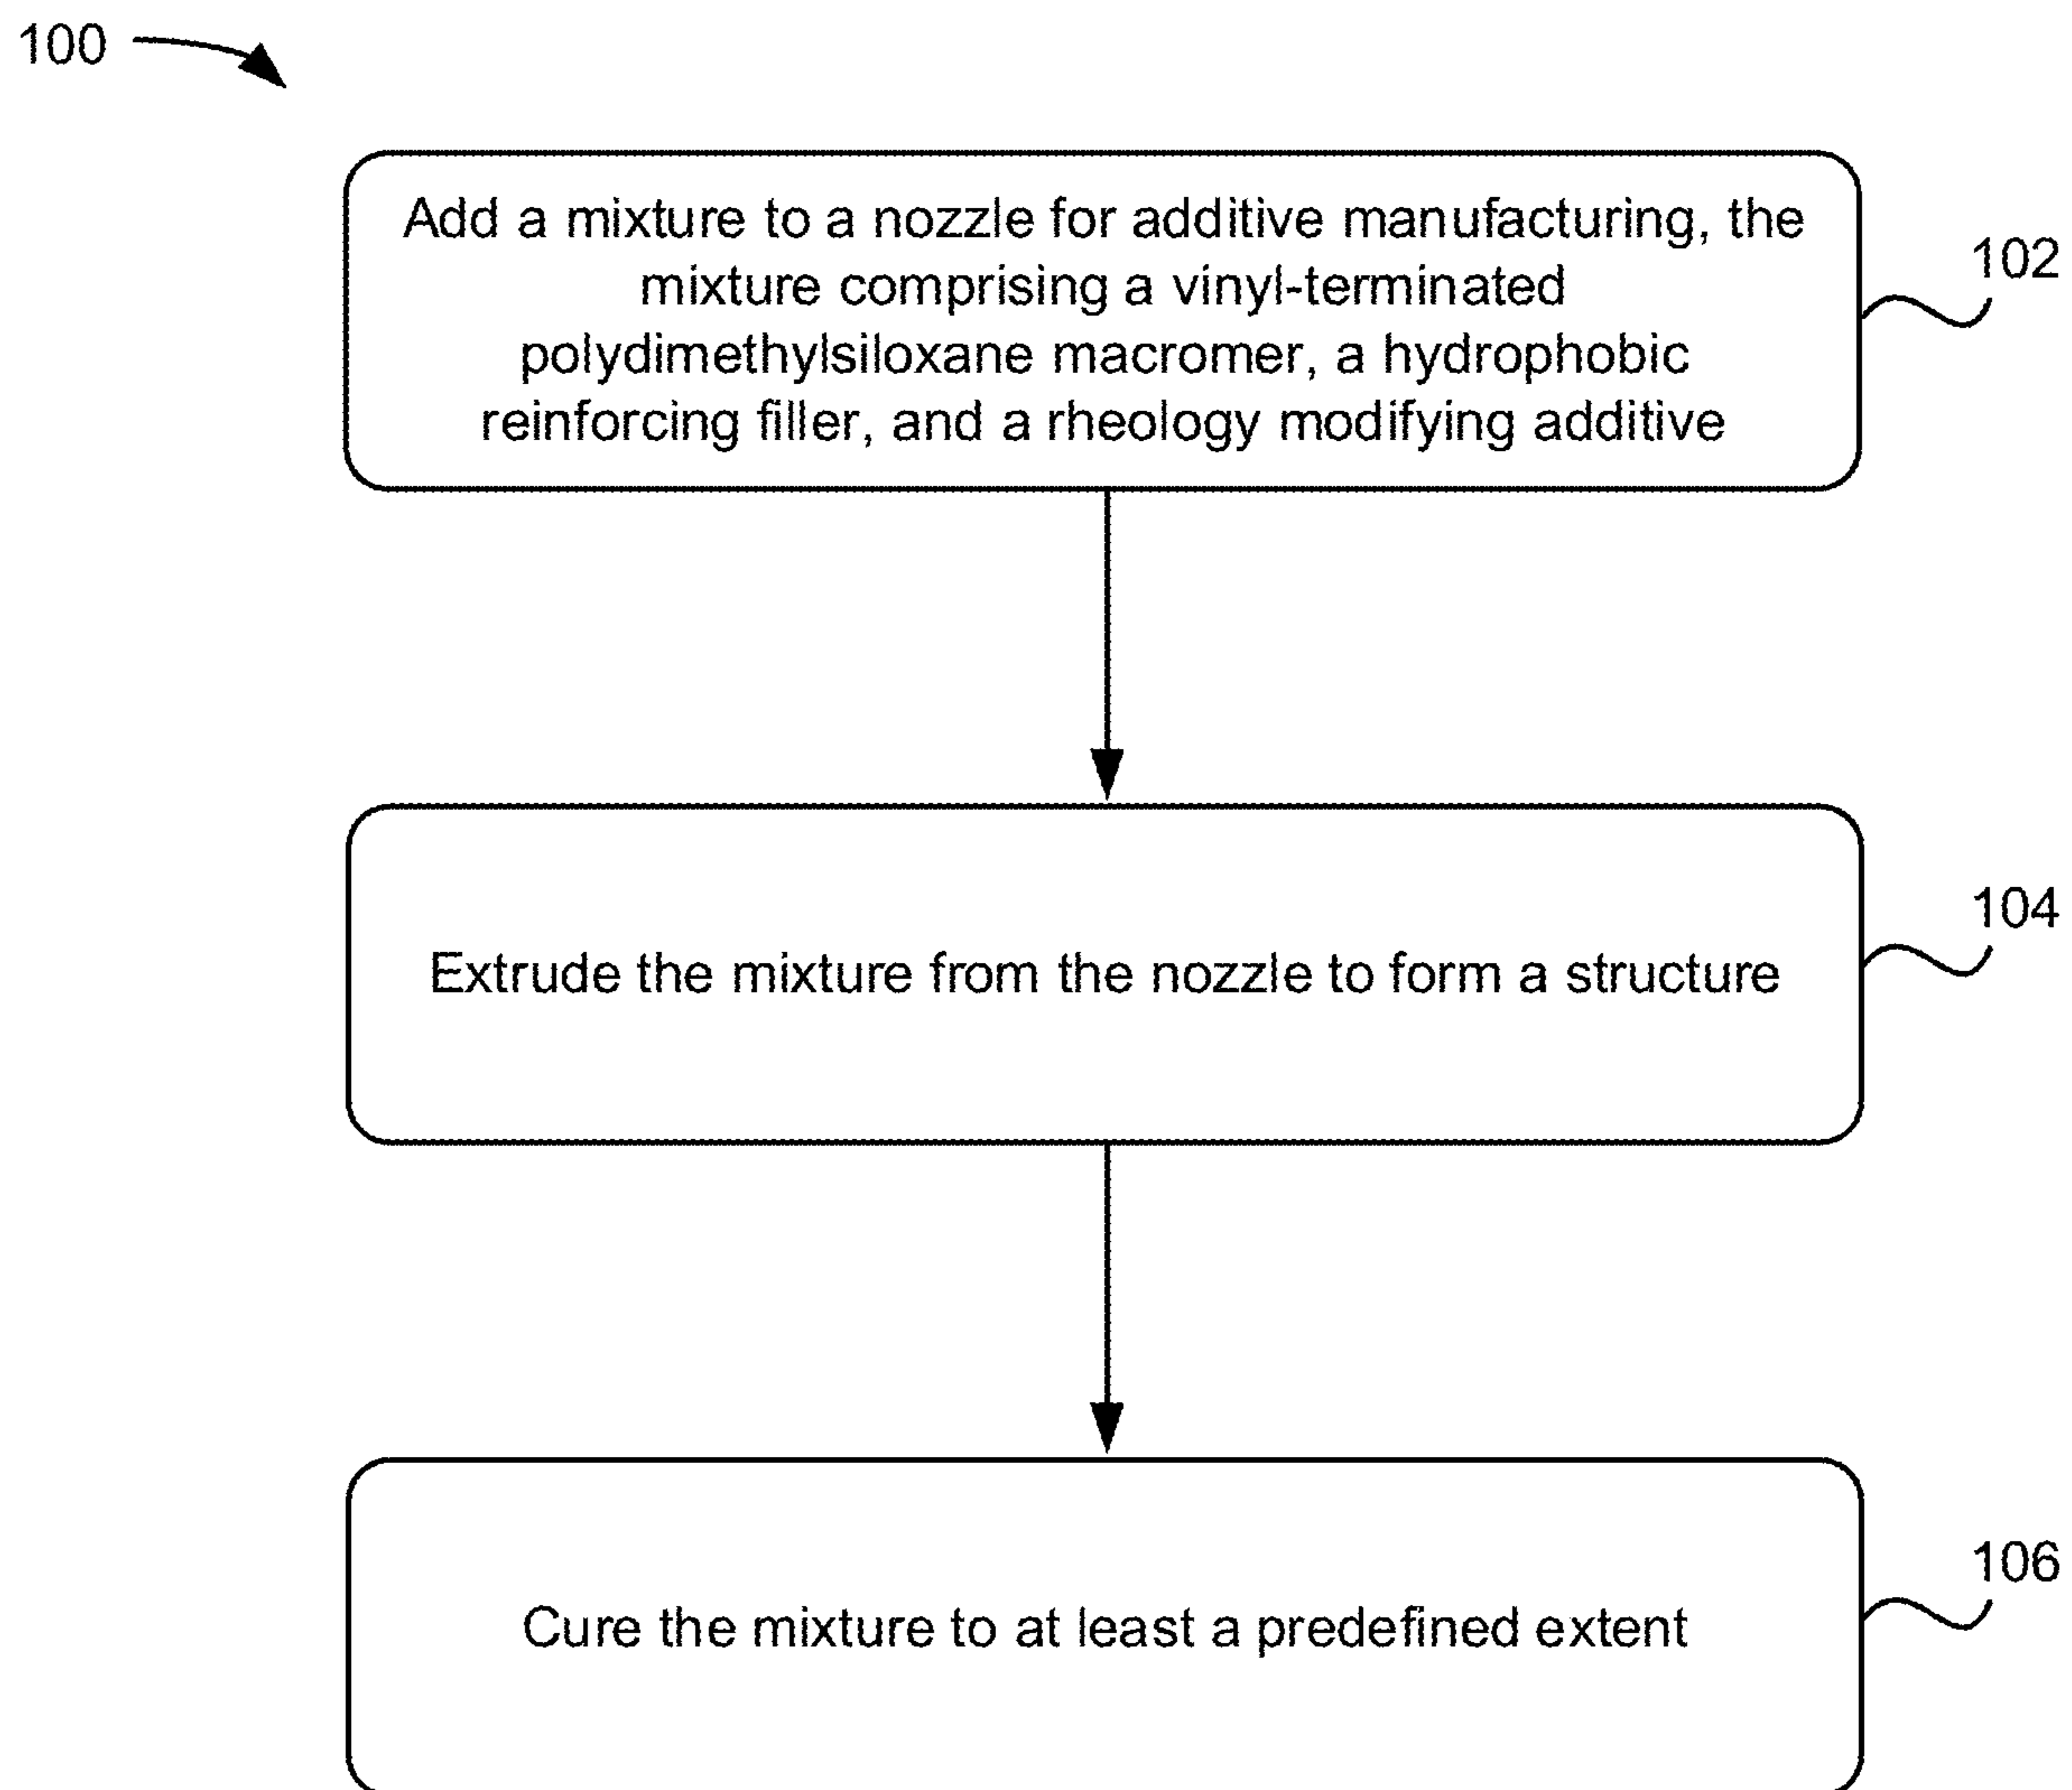 100
Add a mixture to a nozzle for additive manufacturing, the
mixture comprising a vinyl-terminated
polydimethylsiloxane macromer, a hydrophobic
reinforcing filler, and a rheology modifying additive
102
Extrude the mixture from the nozzle to form a structure
104
Cure the mixture to at least a predefined extent
106